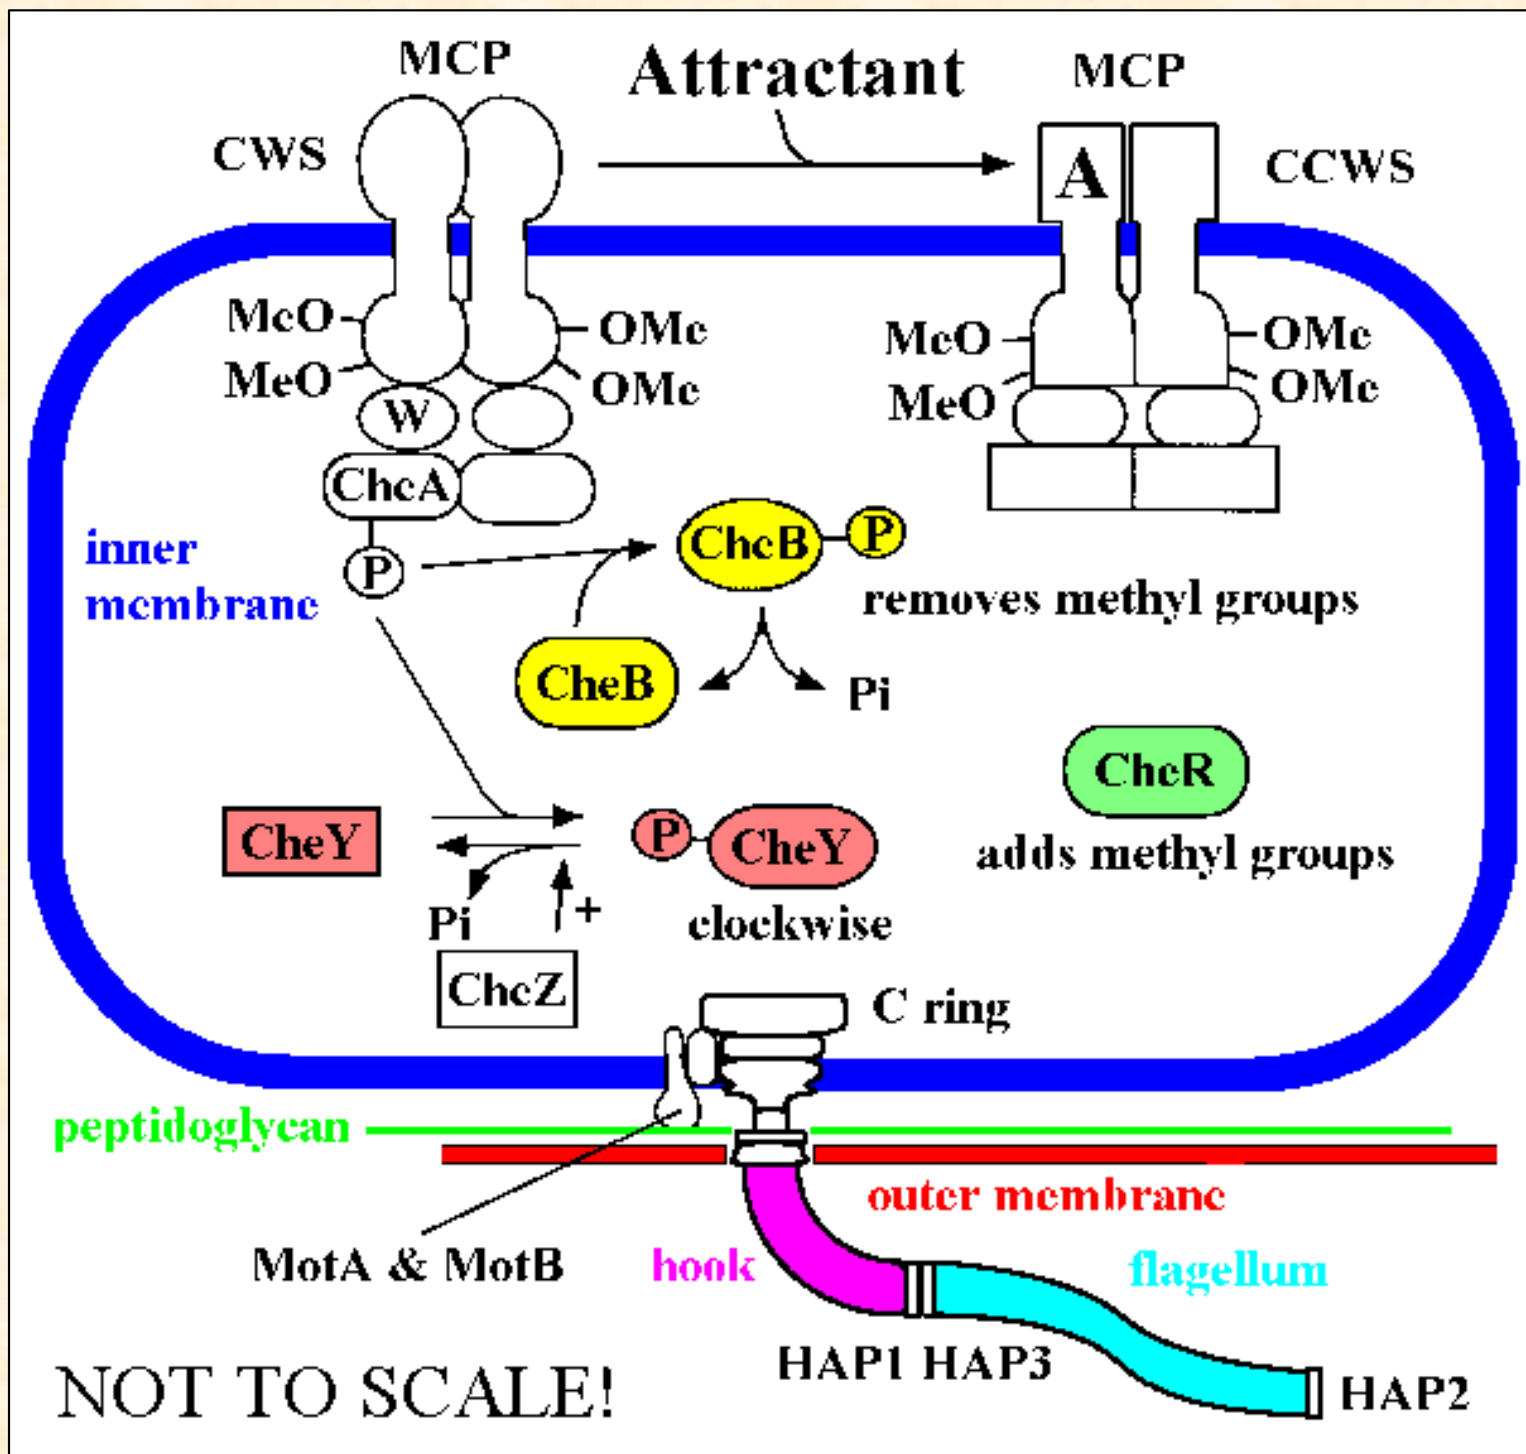 MCP
Attractant
MCP
CWS
A
CCWS
MeO
OMe
MeO
OMe
MeO
OMe
MeO
OMe
W
CheA
P
inner
membrane
CheB
P
removes methyl groups
CheB
Pi
CheR
adds methyl groups
CheY
P
CheY
clockwise
Pi
+
CheZ
C ring
peptidoglycan
outer membrane
MotA & MotB
hook
flagellum
HAP1 HAP3
HAP2
NOT TO SCALE!